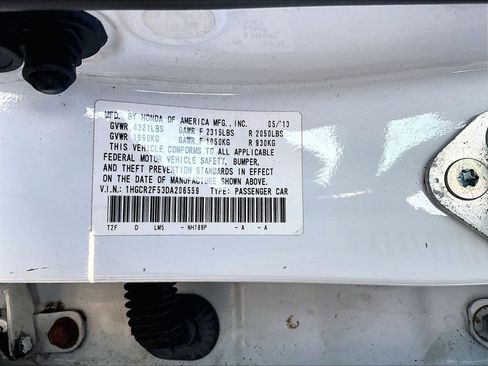 MFD. BY HONDA OF AMERICA MFG., INC. 05/13
GVWR 4321LBS GAWR F 2315LBS R 2050LBS
GVWR 1960KG GAWR F 1050KG R 930KG
THIS VEHICLE CONFORMS TO ALL APPLICABLE
FEDERAL MOTOR VEHICLE SAFETY, BUMPER,
AND THEFT PREVENTION STANDARDS IN EFFECT
ON THE DATE OF MANUFACTURE SHOWN ABOVE.
V.I.N.: 1HGCR2F53DA206559 TYPE: PASSENGER CAR
T2F D LM5 - NH788P - A - A